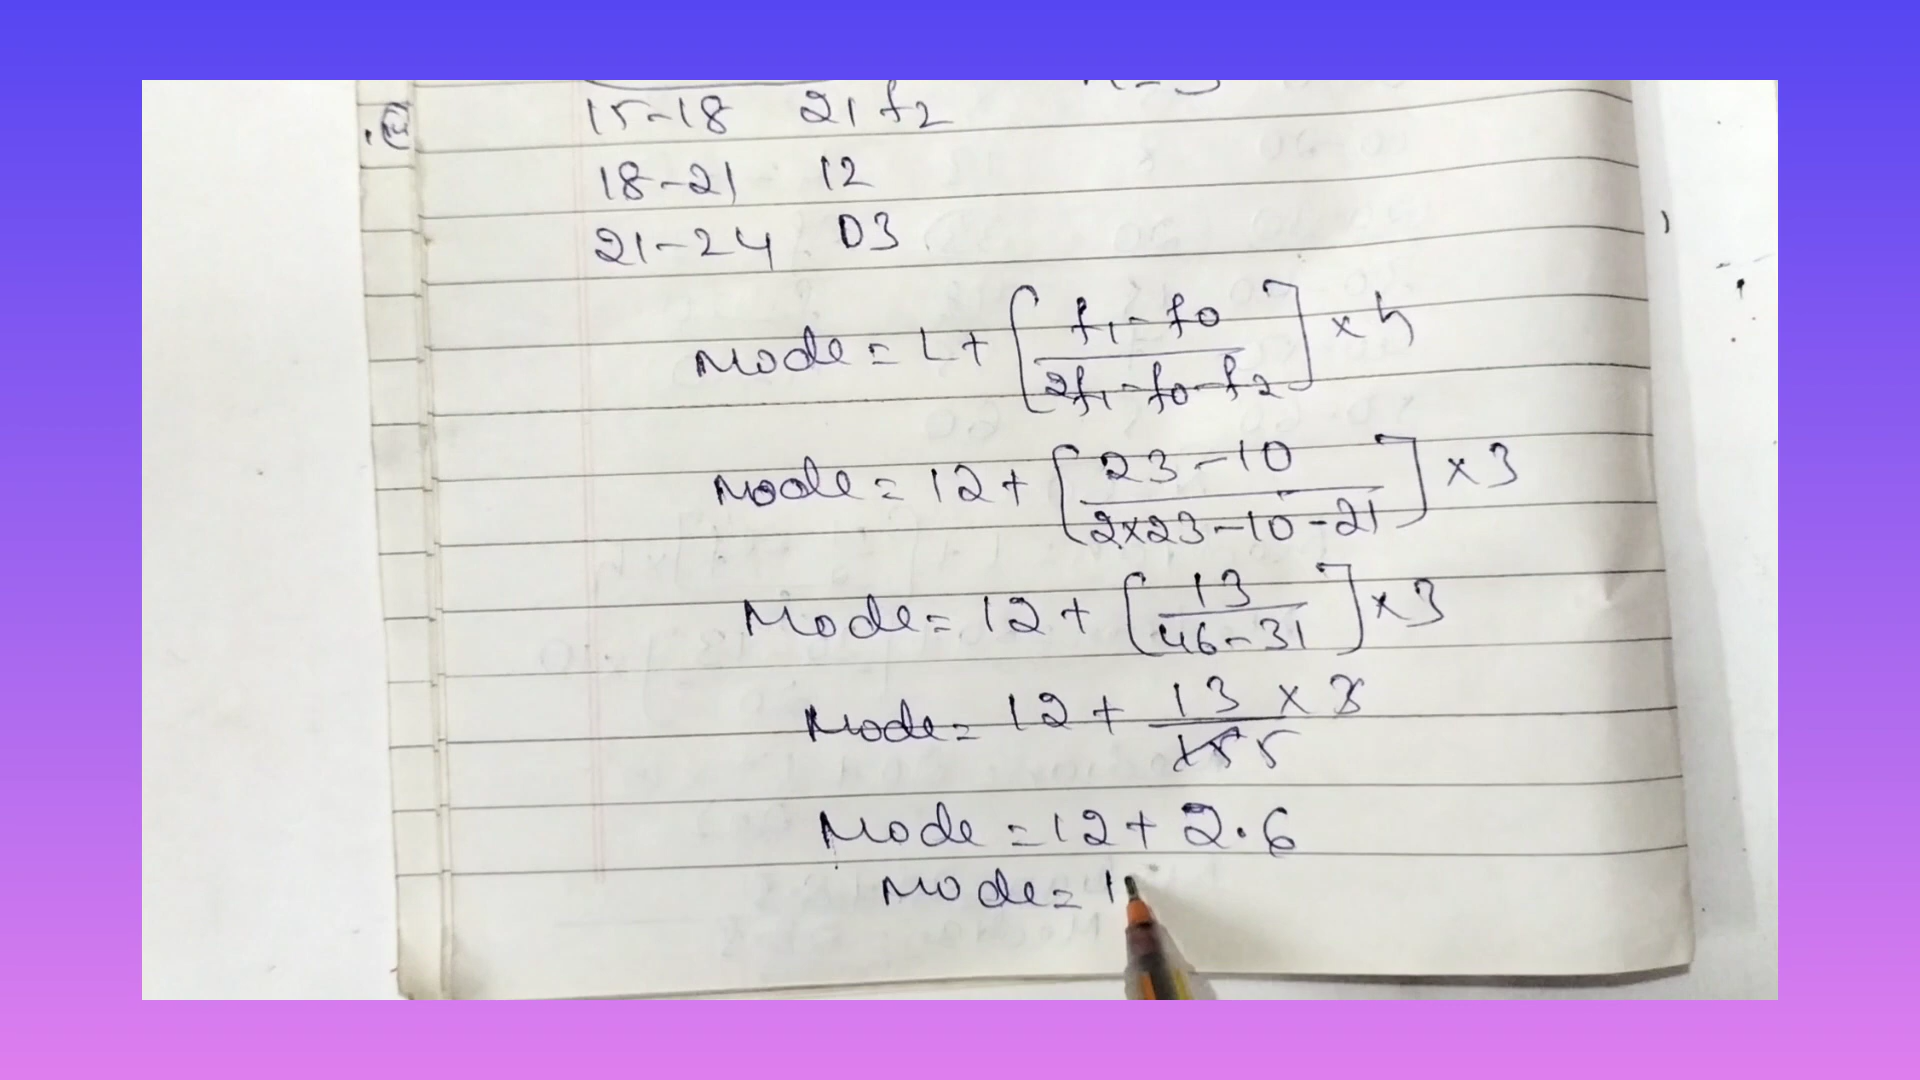 15-18 21 f2
18-21 12
21-24 03
Mode = L + [f1-f0 / 2f1-f0-f2] × h
Mode = 12 + [23-10 / 2×23-10-21] × 3
Mode = 12 + [13 / 46-31] × 3
Mode = 12 + 13 × 3 / 15 5
Mode = 12 + 2.6
Mode = 1